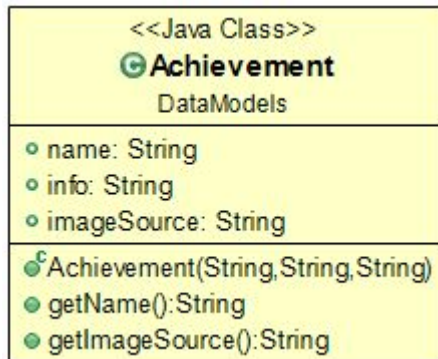 <<Java Class>>
Achievement
DataModels
name: String
info: String
imageSource: String
Achievement(String,String,String)
getName():String
getImageSource():String